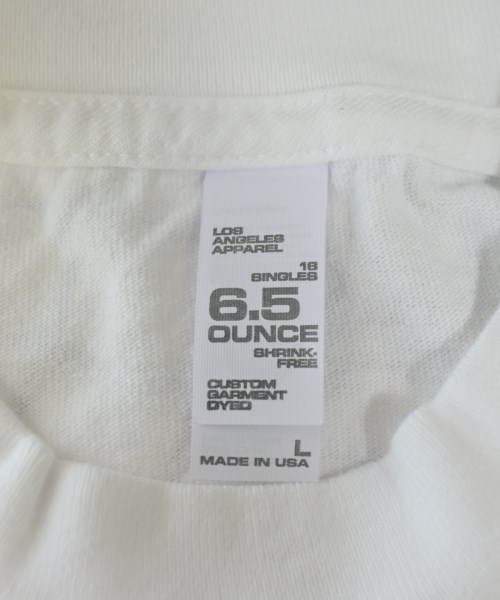 LOS
ANGELES
APPAREL
18
SINGLES
6.5
OUNCE
SHRINK-
FREE
CUSTOM
GARMENT
DYED
L
MADE IN USA